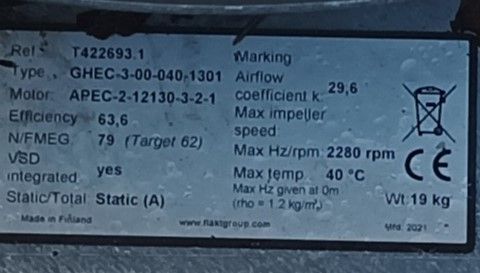 Ref. T422693.1
Type GHEC-3-00-040-1301
Motor: APEC-2-12130-3-2-1
Efficiency 63,6
N/FMEG: 79 (Target 62)
VSD
integrated: yes
Static/Total: Static (A)
Made in Finland
Marking
Airflow
coefficient k: 29,6
Max impeller
speed:
Max Hz/rpm: 2280 rpm
Max temp. 40 °C
Max Hz given at 0m
(rho = 1.2 kg/m³)
www.flaktgroup.com
CE
Wt: 19 kg
Mfd. 2021